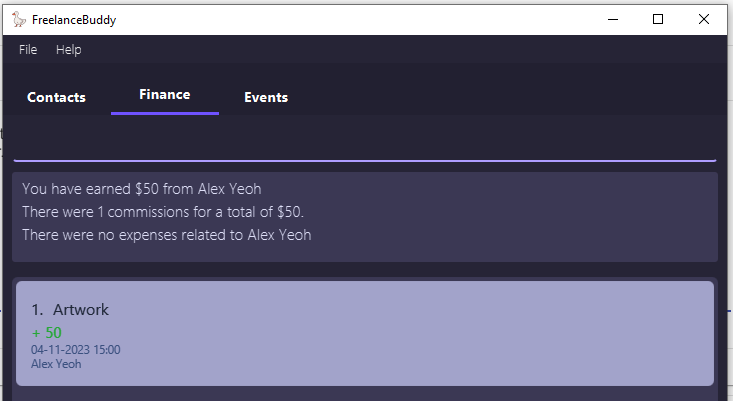 FreelanceBuddy
File Help
Contacts Finance Events
You have earned $50 from Alex Yeoh
There were 1 commissions for a total of $50.
There were no expenses related to Alex Yeoh
1. Artwork
+ 50
04-11-2023 15:00
Alex Yeoh